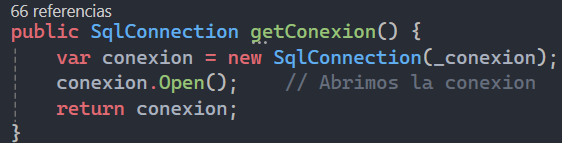 66 referencias
public SqlConnection getConexion() {
    var conexion = new SqlConnection(_conexion);
    conexion.Open();    // Abrimos la conexion
    return conexion;
}